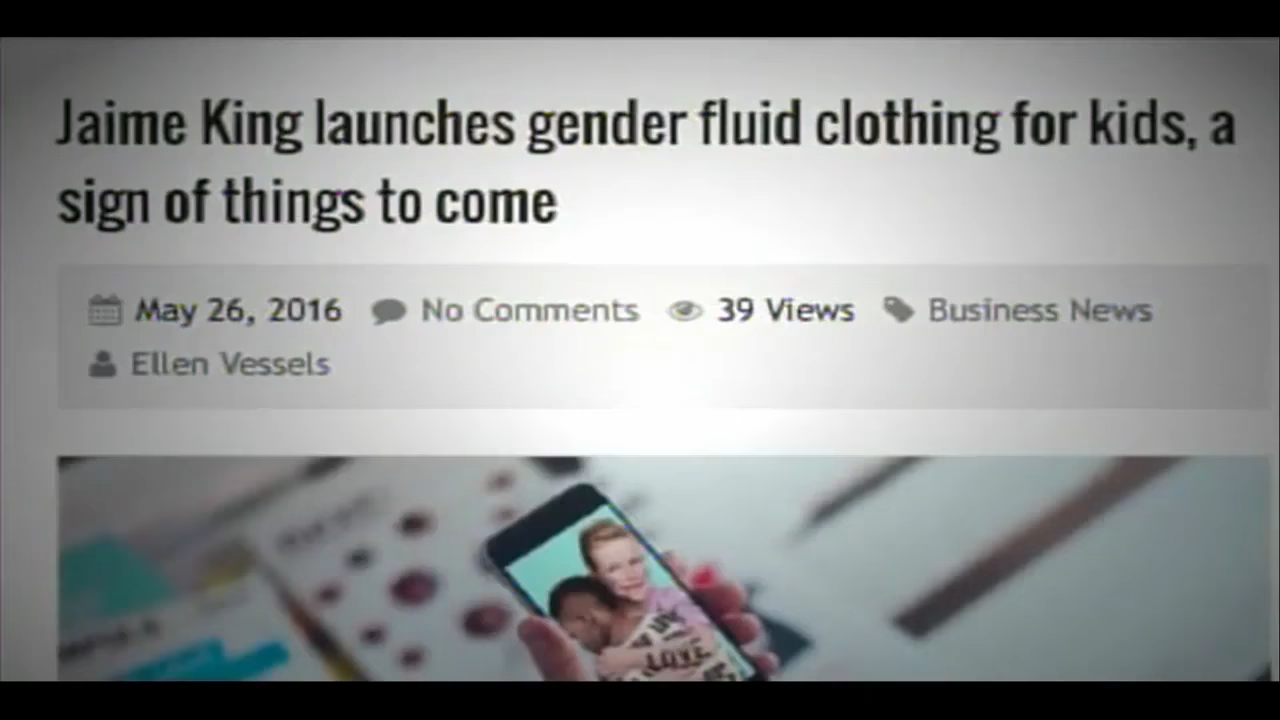 Jaime King launches gender fluid clothing for kids, a
sign of things to come
May 26, 2016 No Comments 39 Views Business News
Ellen Vessels
LOVE